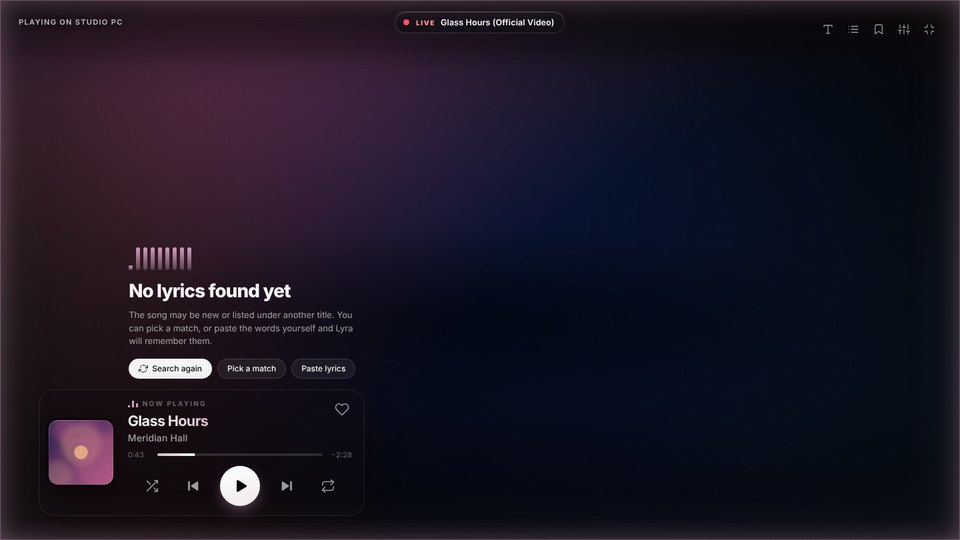 PLAYING ON STUDIO PC
LIVE Glass Hours (Official Video)
No lyrics found yet
The song may be new or listed under another title. You
can pick a match, or paste the words yourself and Lyra
will remember them.
Search again
Pick a match
Paste lyrics
NOW PLAYING
Glass Hours
Meridian Hall
0:43
-2:28